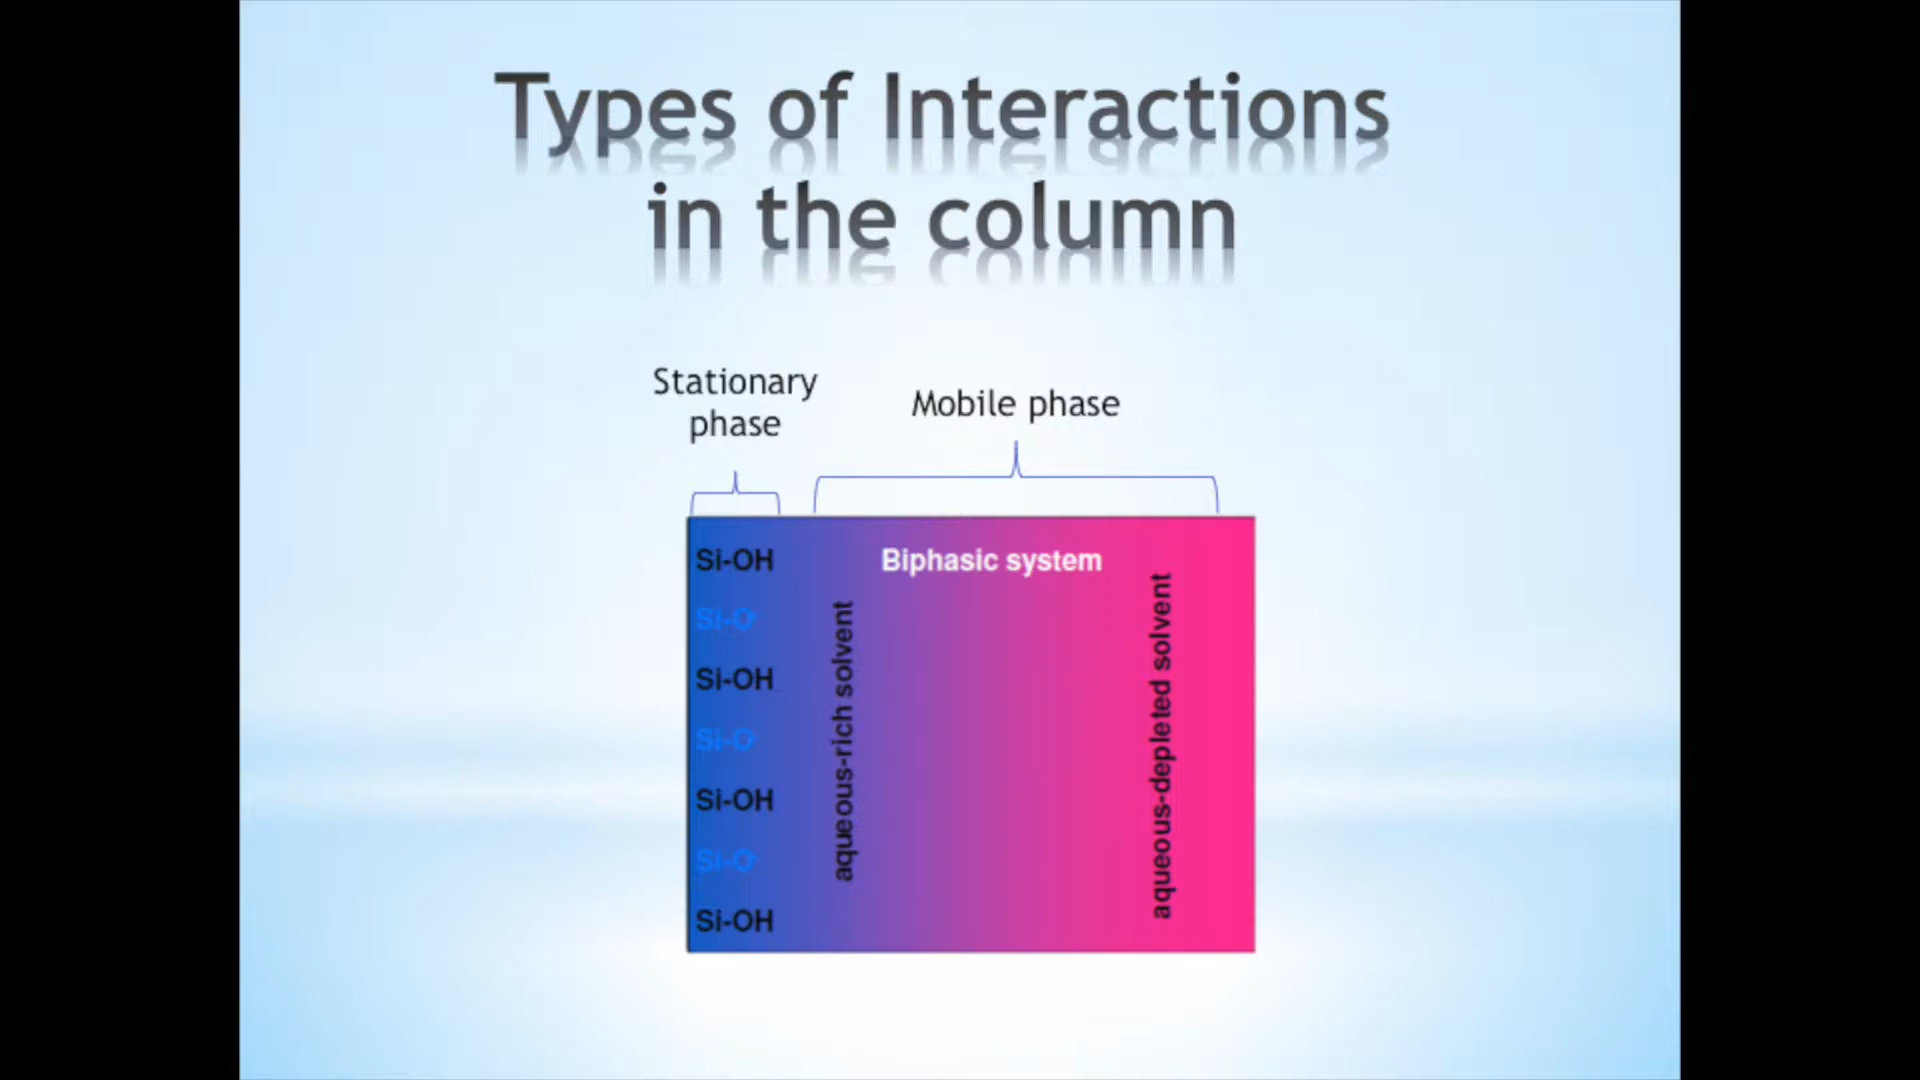 Types of Interactions
in the column
Stationary
phase
Mobile phase
Si-OH
Si-O-
Si-OH
Si-O-
Si-OH
Si-O-
Si-OH
Biphasic system
aqueous-rich solvent
aqueous-depleted solvent